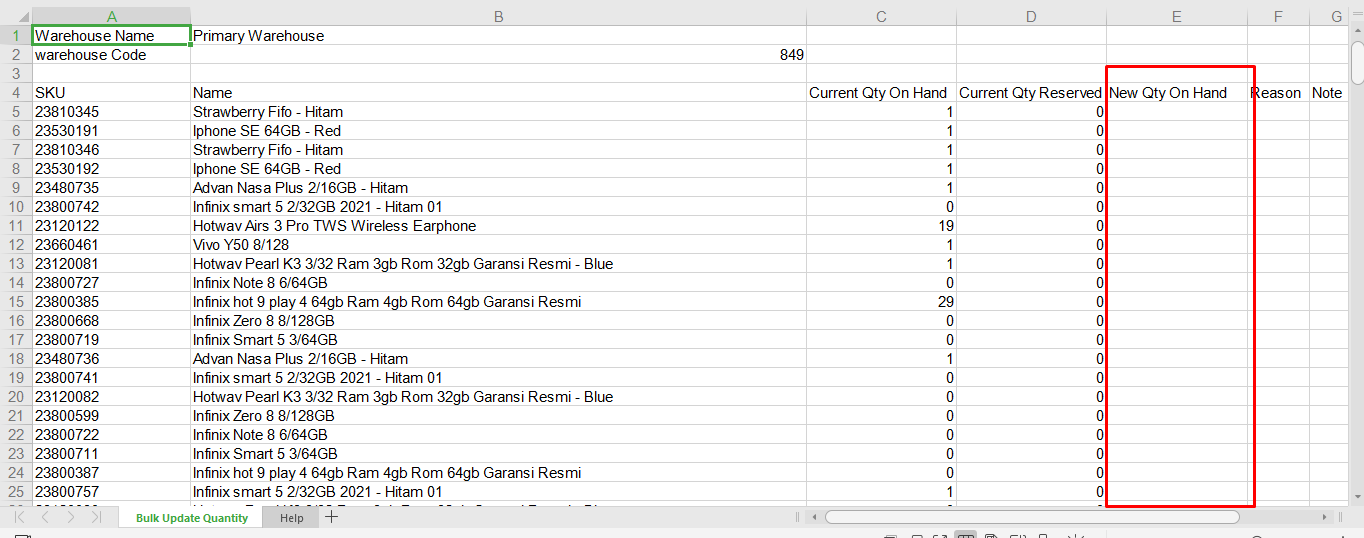 A B C D E F G
1 Warehouse Name Primary Warehouse
2 warehouse Code 849
3
4 SKU Name Current Qty On Hand Current Qty Reserved New Qty On Hand Reason Note
5 23810345 Strawberry Fifo - Hitam 1 0
6 23530191 Iphone SE 64GB - Red 1 0
7 23810346 Strawberry Fifo - Hitam 1 0
8 23530192 Iphone SE 64GB - Red 1 0
9 23480735 Advan Nasa Plus 2/16GB - Hitam 1 0
10 23800742 Infinix smart 5 2/32GB 2021 - Hitam 01 0 0
11 23120122 Hotwav Airs 3 Pro TWS Wireless Earphone 19 0
12 23660461 Vivo Y50 8/128 1 0
13 23120081 Hotwav Pearl K3 3/32 Ram 3gb Rom 32gb Garansi Resmi - Blue 1 0
14 23800727 Infinix Note 8 6/64GB 0 0
15 23800385 Infinix hot 9 play 4 64gb Ram 4gb Rom 64gb Garansi Resmi 29 0
16 23800668 Infinix Zero 8 8/128GB 0 0
17 23800719 Infinix Smart 5 3/64GB 0 0
18 23480736 Advan Nasa Plus 2/16GB - Hitam 1 0
19 23800741 Infinix smart 5 2/32GB 2021 - Hitam 01 0 0
20 23120082 Hotwav Pearl K3 3/32 Ram 3gb Rom 32gb Garansi Resmi - Blue 0 0
21 23800599 Infinix Zero 8 8/128GB 0 0
22 23800722 Infinix Note 8 6/64GB 0 0
23 23800711 Infinix Smart 5 3/64GB 0 0
24 23800387 Infinix hot 9 play 4 64gb Ram 4gb Rom 64gb Garansi Resmi 0 0
25 23800757 Infinix smart 5 2/32GB 2021 - Hitam 01 1 0
Bulk Update Quantity Help